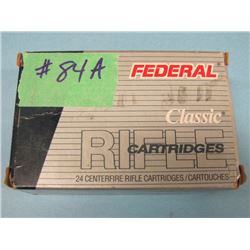 # 84A
FEDERAL
Classic
RIFLE
CARTRIDGES
24 CENTERFIRE RIFLE CARTRIDGES/CARTOUCHES